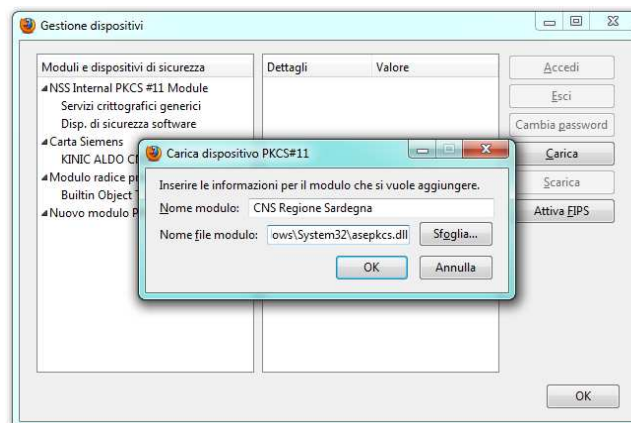 Gestione dispositivi
Moduli e dispositivi di sicurezza
Dettagli Valore
Accedi
NSS Internal PKCS #11 Module
Servizi crittografici generici
Esci
Disp. di sicurezza software
Cambia password
Carta Siemens
Carica dispositivo PKCS#11
Carica
KINIC ALDO
Modulo radice
Inserire le informazioni per il modulo che si vuole aggiungere.
Scarica
Builtin Object
Nome modulo: CNS Regione Sardegna
Nuovo modulo
Attiva FIPS
Nome file modulo: ows\System32\asepkcs.dll Sfoglia...
OK Annulla
OK